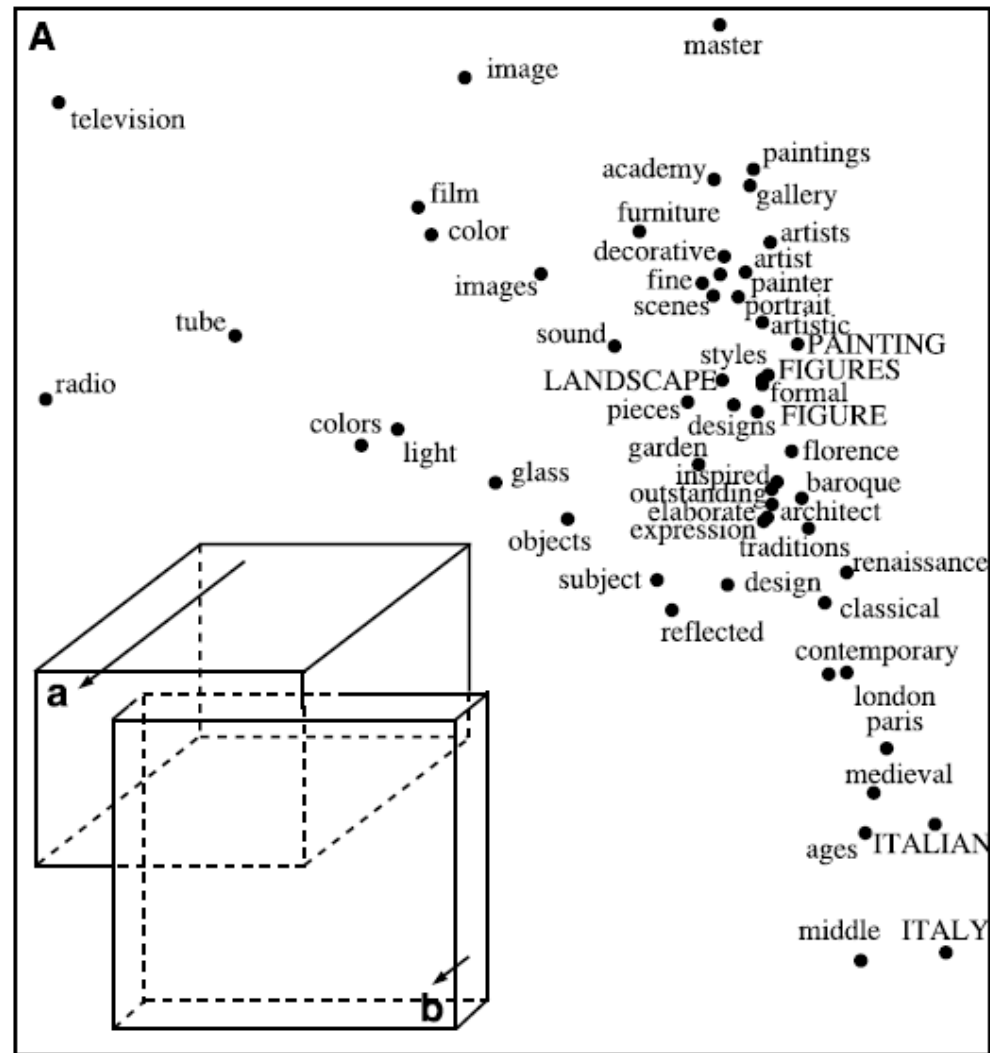 A
master
image
television
paintings
academy
gallery
film
furniture
color
artists
decorative
artist
images
fine
painter
scenes
portrait
tube
artistic
sound
PAINTING
styles
FIGURES
LANDSCAPE
radio
formal
pieces
FIGURE
designs
colors
garden
florence
light
glass
inspired
baroque
outstanding
elaborate
architect
expression
objects
traditions
renaissance
subject
design
classical
reflected
contemporary
a
london
paris
medieval
ages
ITALIAN
middle
ITALY
b